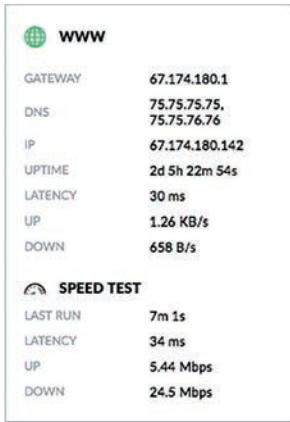 WWW
GATEWAY 67.174.180.1
DNS 75.75.75.75,
75.75.76.76
IP 67.174.180.142
UPTIME 2d 5h 22m 54s
LATENCY 30 ms
UP 1.26 KB/s
DOWN 658 B/s
SPEED TEST
LAST RUN 7m 1s
LATENCY 34 ms
UP 5.44 Mbps
DOWN 24.5 Mbps